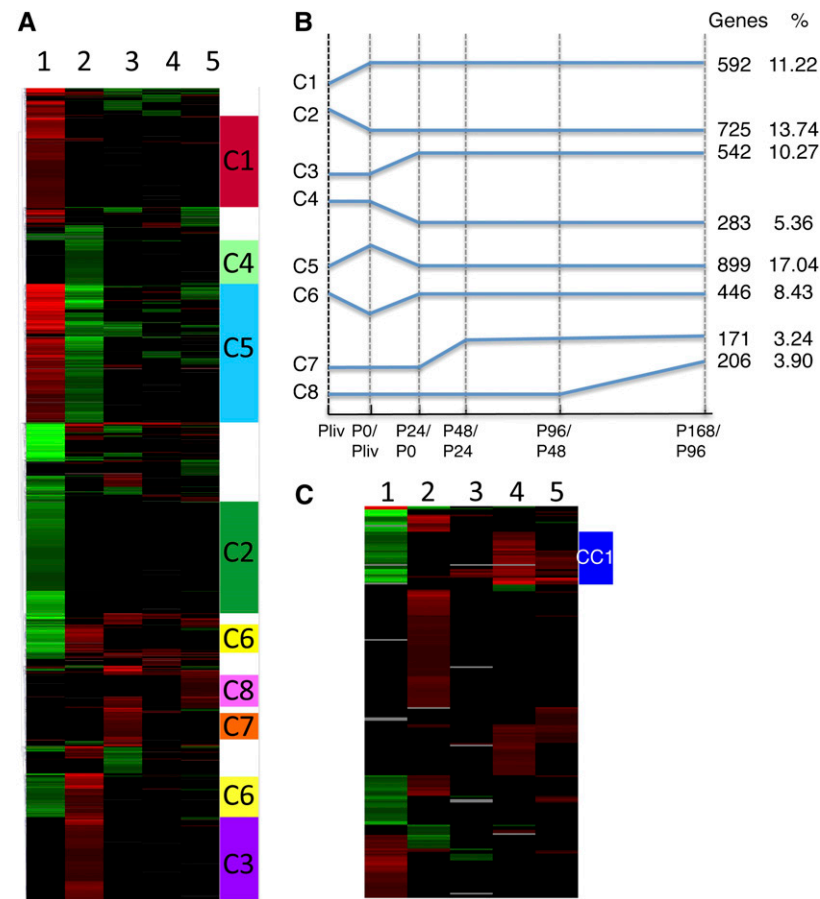 A
1 2 3 4 5
C1
C4
C5
C2
C6
C8
C7
C6
C3
B
Genes %
C1 592 11.22
C2 725 13.74
C3 542 10.27
C4 283 5.36
C5 899 17.04
C6 446 8.43
C7 171 3.24
C8 206 3.90
Pliv P0/ P24/ P48/ P96/ P168/
Pliv P0 P24 P48 P96
C
1 2 3 4 5
CC1